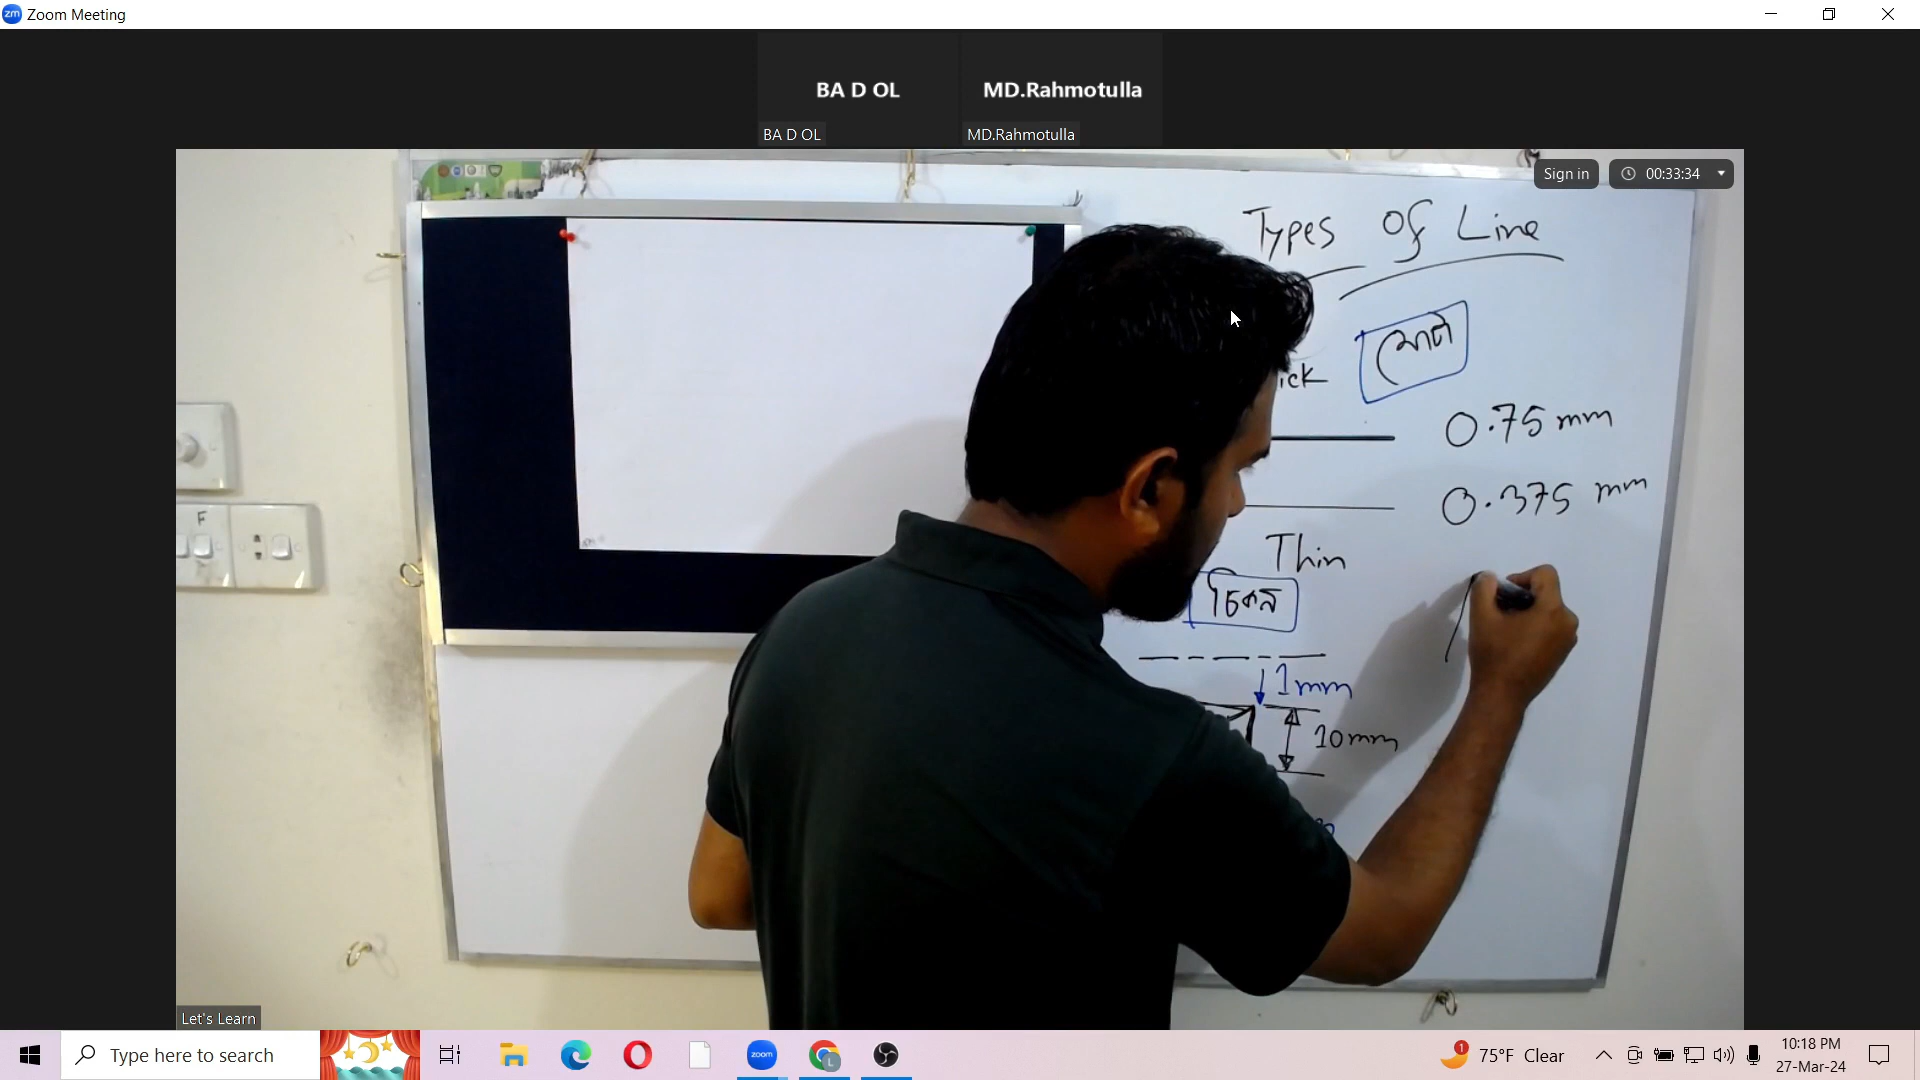 Zoom Meeting
BA D OL
MD.Rahmotulla
BA D OL
MD.Rahmotulla
Sign in
00:33:34
Types Of Line
মোটা
ick
0.75 mm
0.375 mm
Thin
চিকন
1mm
10mm
F
Let's Learn
Type here to search
zoom
L
1
75°F Clear
10:18 PM
27-Mar-24